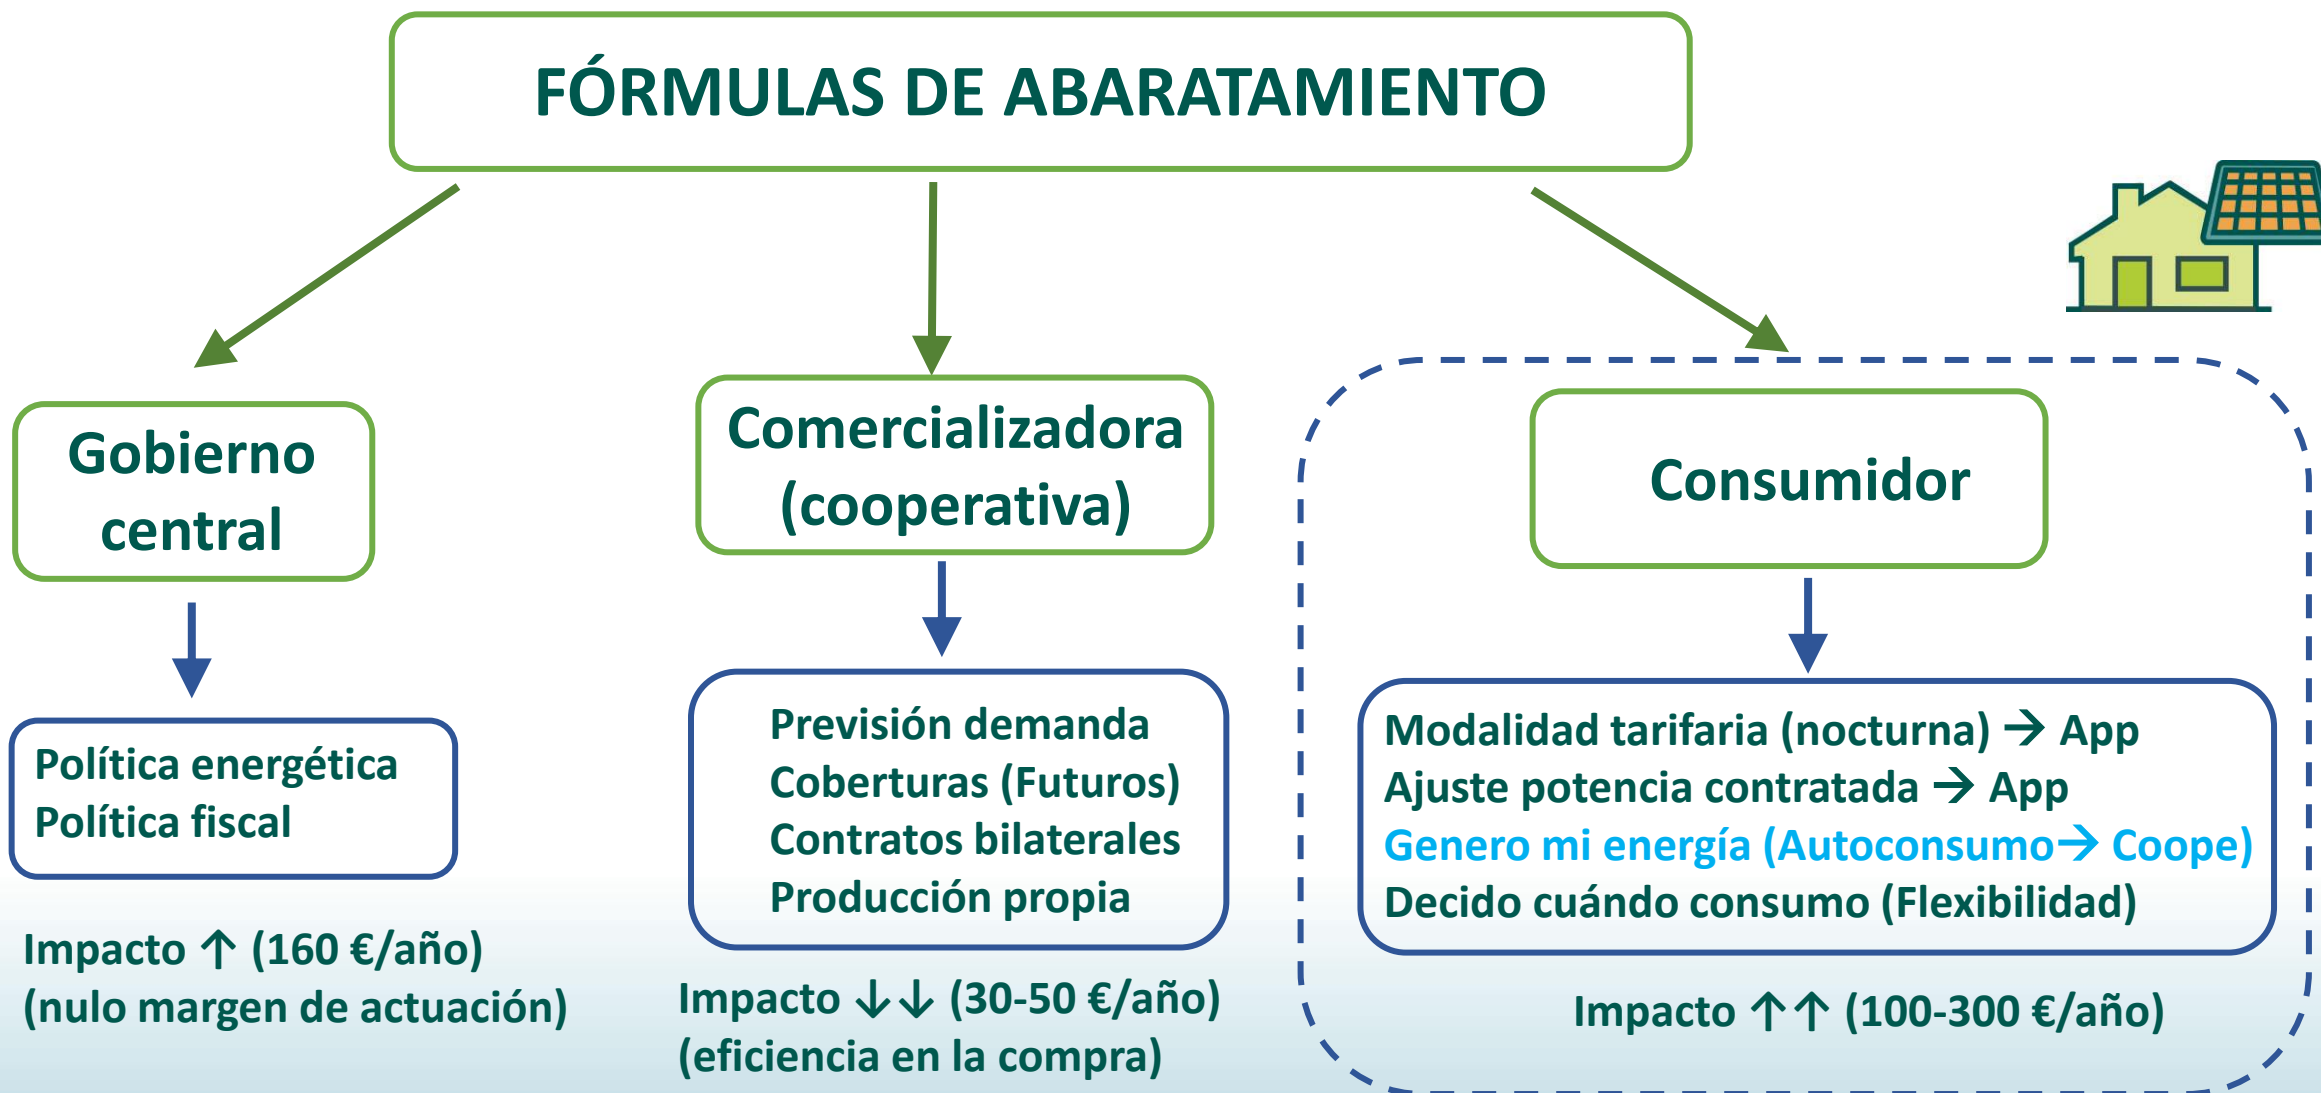 FÓRMULAS DE ABARATAMIENTO
Gobierno
central
Política energética
Política fiscal
Impacto ↑ (160 €/año)
(nulo margen de actuación)
Comercializadora
(cooperativa)
Previsión demanda
Coberturas (Futuros)
Contratos bilaterales
Producción propia
Impacto ↓↓ (30-50 €/año)
(eficiencia en la compra)
Consumidor
Modalidad tarifaria (nocturna) → App
Ajuste potencia contratada → App
Genero mi energía (Autoconsumo→ Coope)
Decido cuándo consumo (Flexibilidad)
Impacto ↑↑ (100-300 €/año)